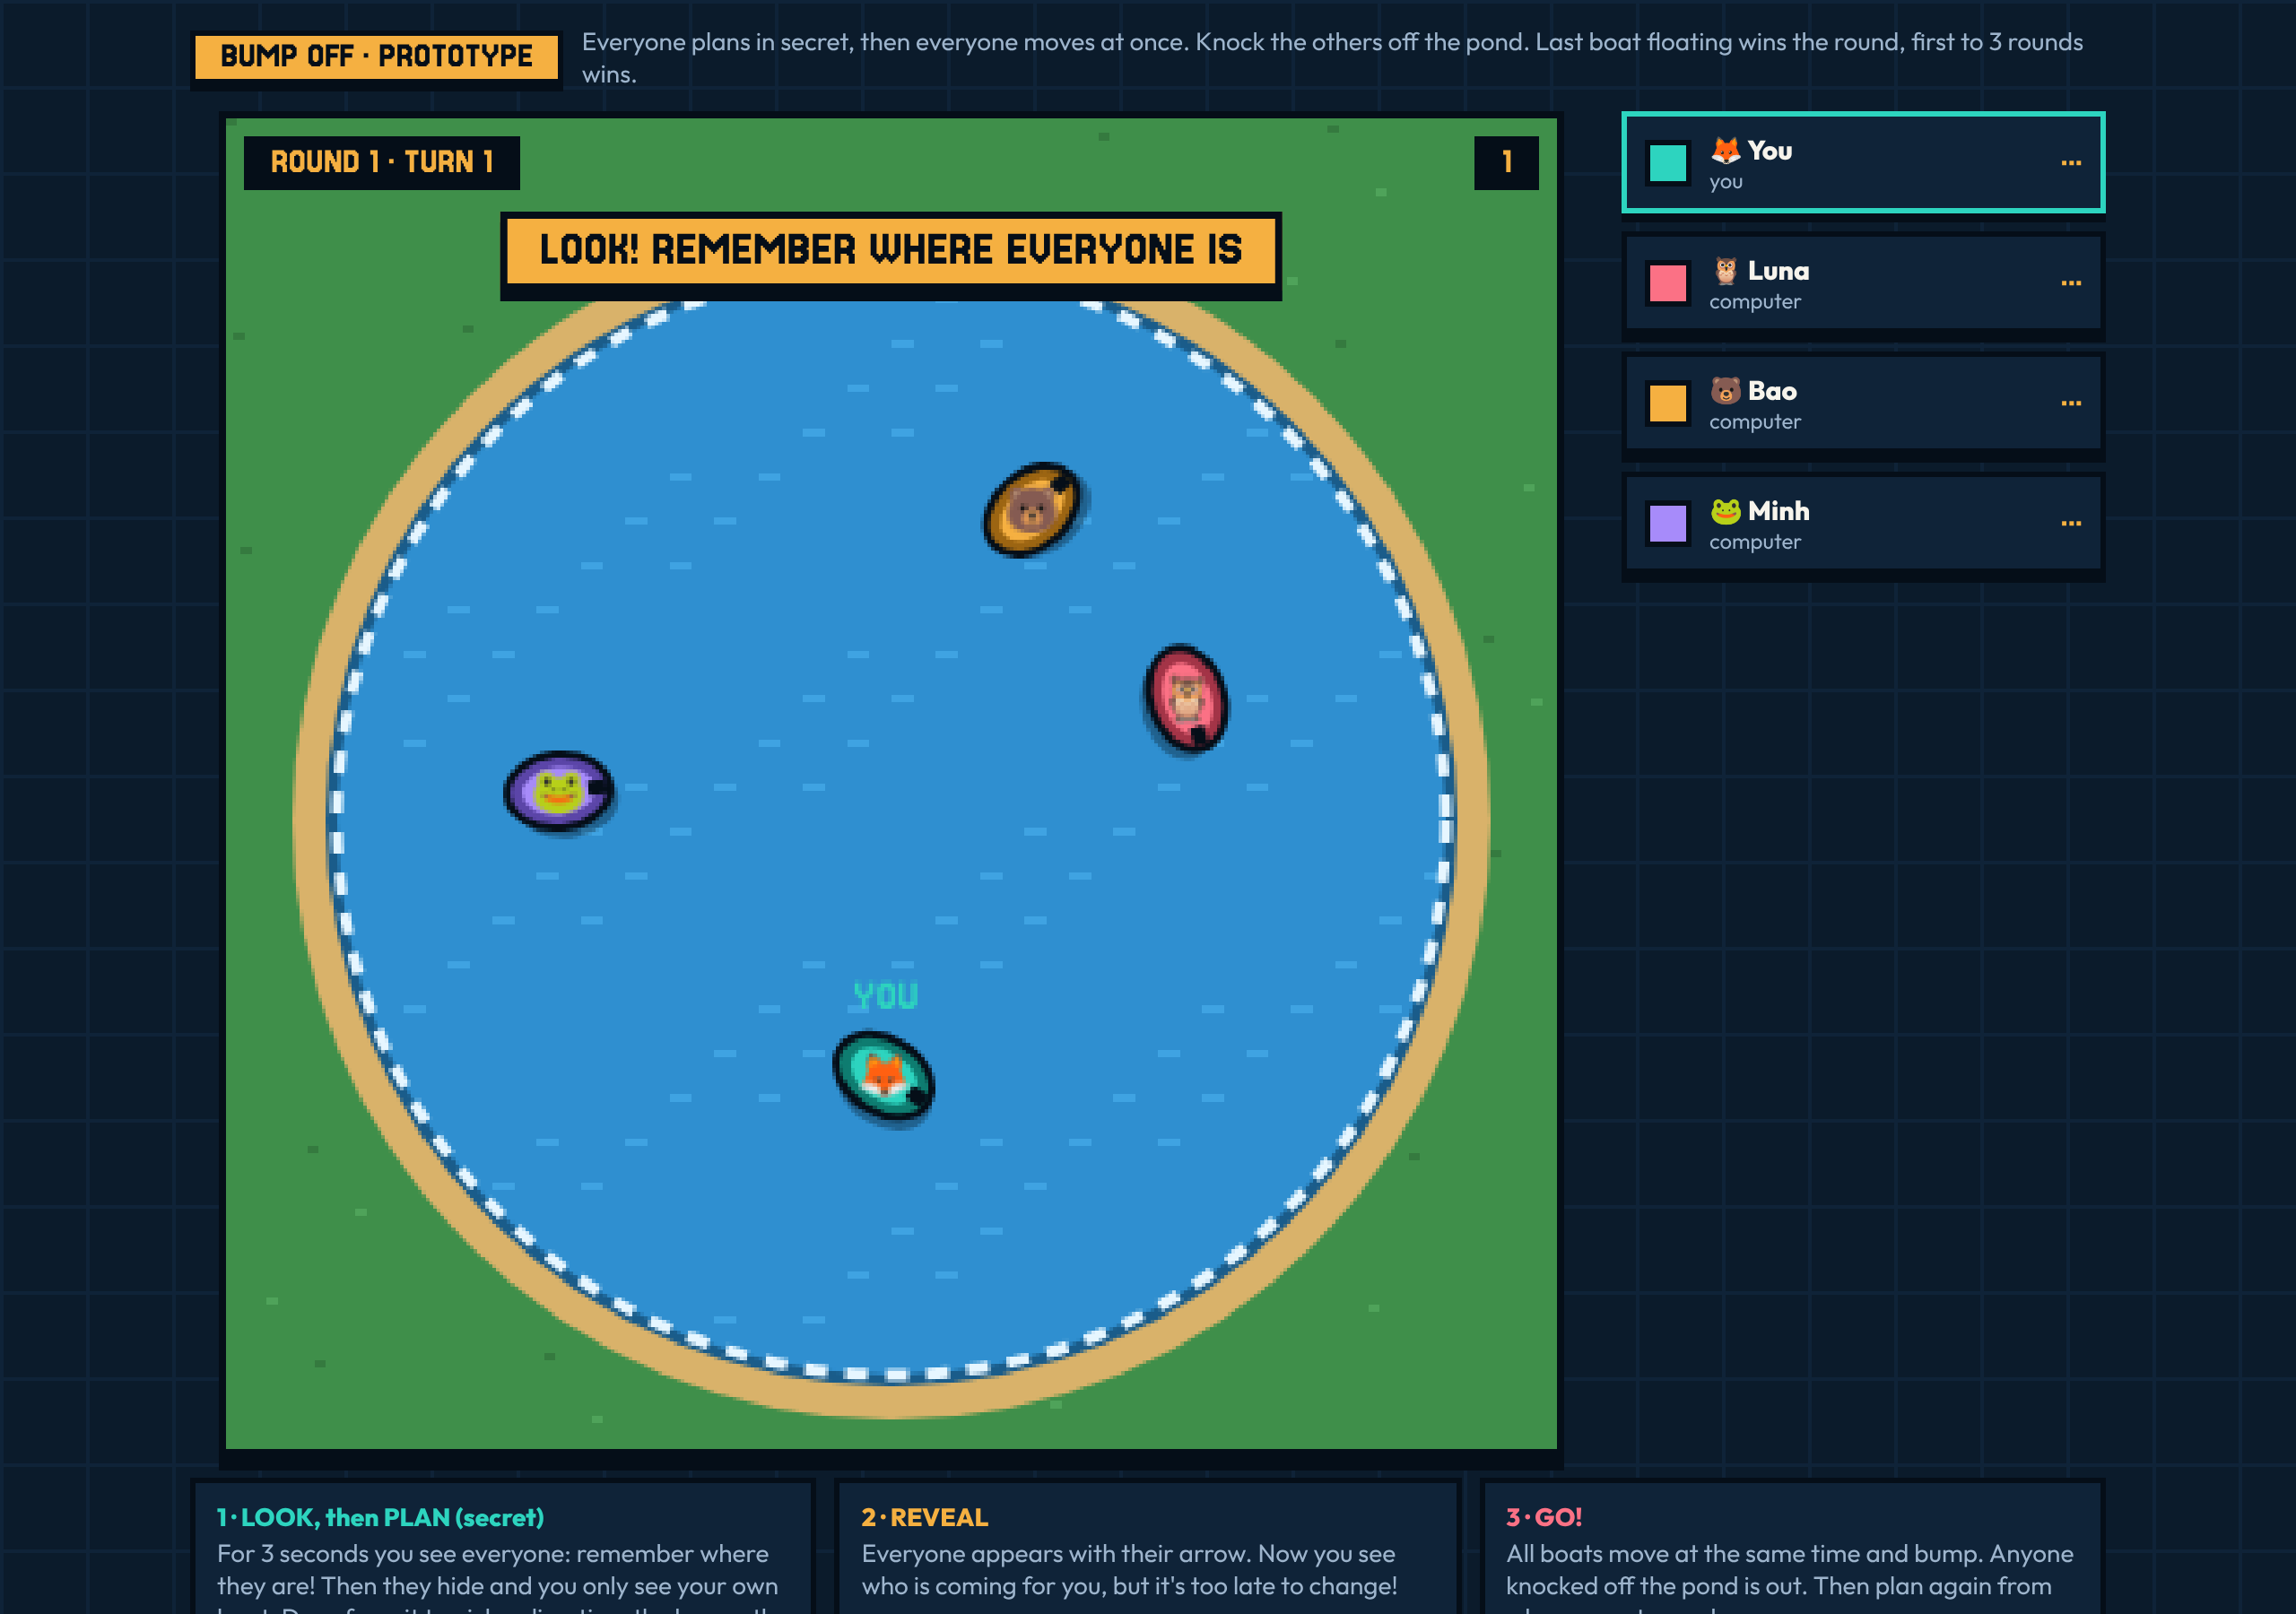 BUMP OFF · PROTOTYPE
Everyone plans in secret, then everyone moves at once. Knock the others off the pond. Last boat floating wins the round, first to 3 rounds
wins.
ROUND 1 · TURN 1
1
LOOK! REMEMBER WHERE EVERYONE IS
You
you
...
Luna
computer
...
Bao
computer
...
Minh
computer
...
YOU
1 · LOOK, then PLAN (secret)
For 3 seconds you see everyone: remember where
they are! Then they hide and you only see your own
2 · REVEAL
Everyone appears with their arrow. Now you see
who is coming for you, but it's too late to change!
3 · GO!
All boats move at the same time and bump. Anyone
knocked off the pond is out. Then plan again from